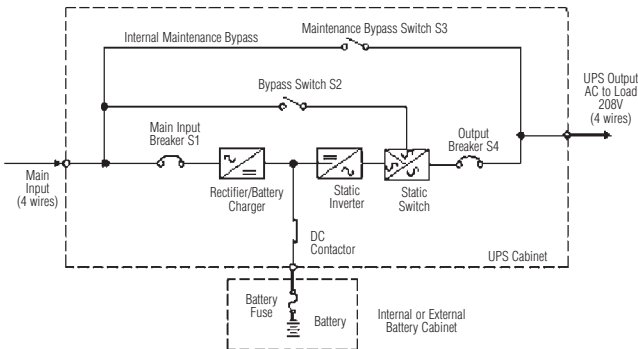 Internal Maintenance Bypass
Maintenance Bypass Switch S3
Bypass Switch S2
UPS Output
AC to Load
208V
(4 wires)
Main Input
Breaker S1
Output
Breaker S4
Main
Input
(4 wires)
Rectifier/Battery
Charger
Static
Inverter
Static
Switch
DC
Contactor
UPS Cabinet
Battery
Fuse
Battery
Internal or External
Battery Cabinet